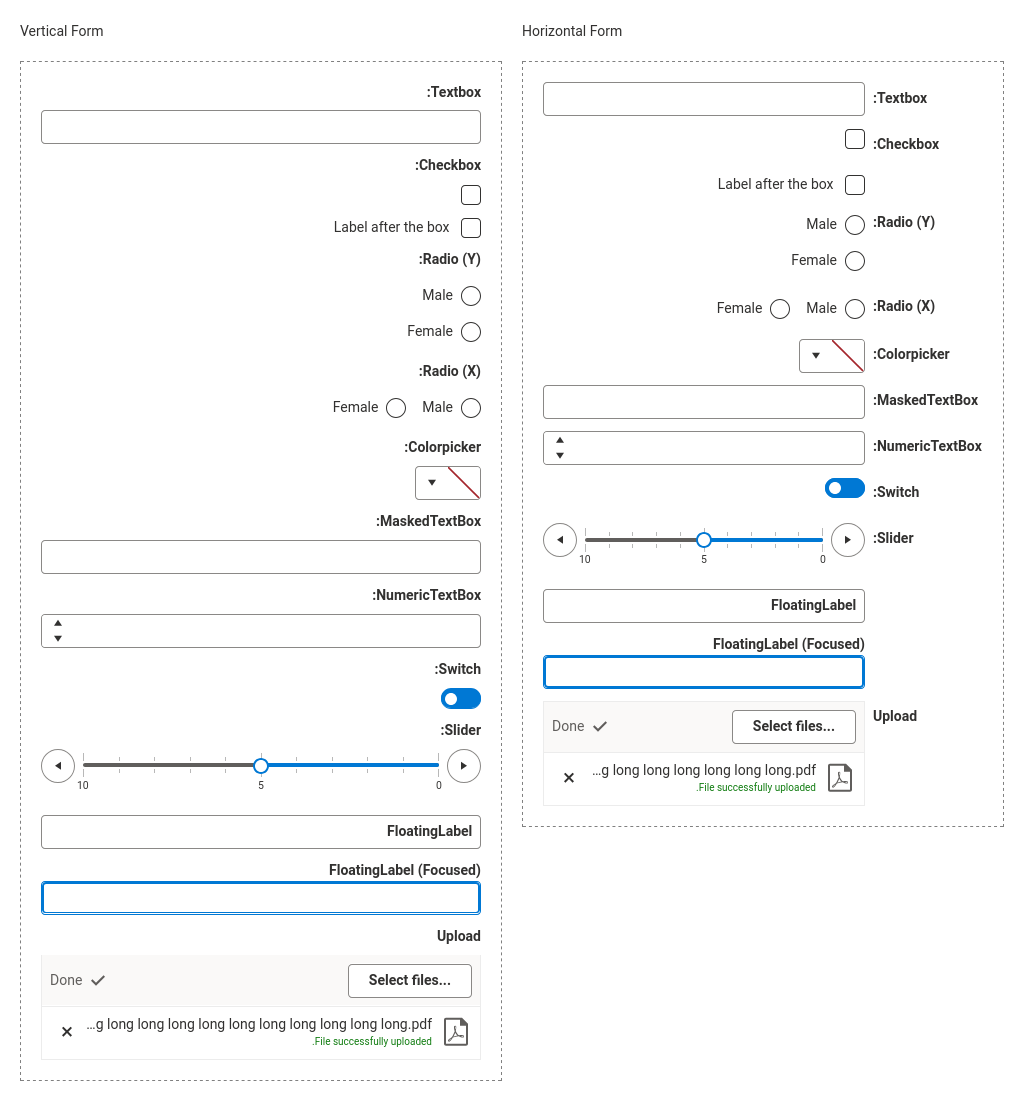 Vertical Form
:Textbox
:Checkbox
Label after the box
:Radio (Y)
Male
Female
:Radio (X)
Female Male
:Colorpicker
:MaskedTextBox
:NumericTextBox
:Switch
:Slider
10 5 0
FloatingLabel
FloatingLabel (Focused)
Upload
Done Select files...
...g long long long long long long long long long long.pdf
.File successfully uploaded
Horizontal Form
:Textbox
:Checkbox
Label after the box
Male :Radio (Y)
Female
Female Male :Radio (X)
:Colorpicker
:MaskedTextBox
:NumericTextBox
:Switch
:Slider
10 5 0
FloatingLabel
FloatingLabel (Focused)
Upload
Done Select files...
...g long long long long long long.pdf
.File successfully uploaded